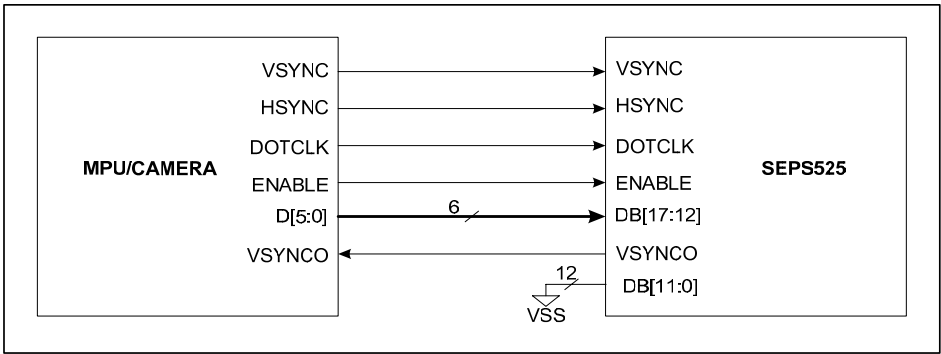 VSYNC VSYNC
HSYNC HSYNC
DOTCLK DOTCLK
MPU/CAMERA SEPS525
ENABLE ENABLE
D[5:0] 6 DB[17:12]
VSYNCO VSYNCO
12 DB[11:0]
VSS